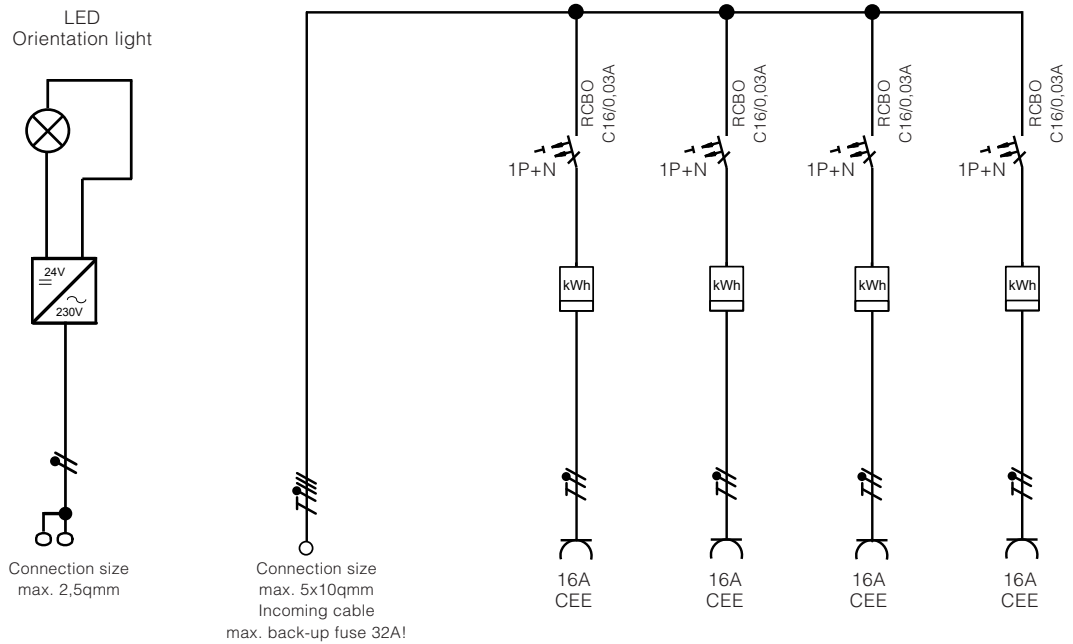 LED
Orientation light
24V
230V
Connection size
max. 2,5qmm
Connection size
max. 5x10qmm
Incoming cable
max. back-up fuse 32A!
RCBO
C16/0,03A
1P+N
kWh
16A
CEE
RCBO
C16/0,03A
1P+N
kWh
16A
CEE
RCBO
C16/0,03A
1P+N
kWh
16A
CEE
RCBO
C16/0,03A
1P+N
kWh
16A
CEE